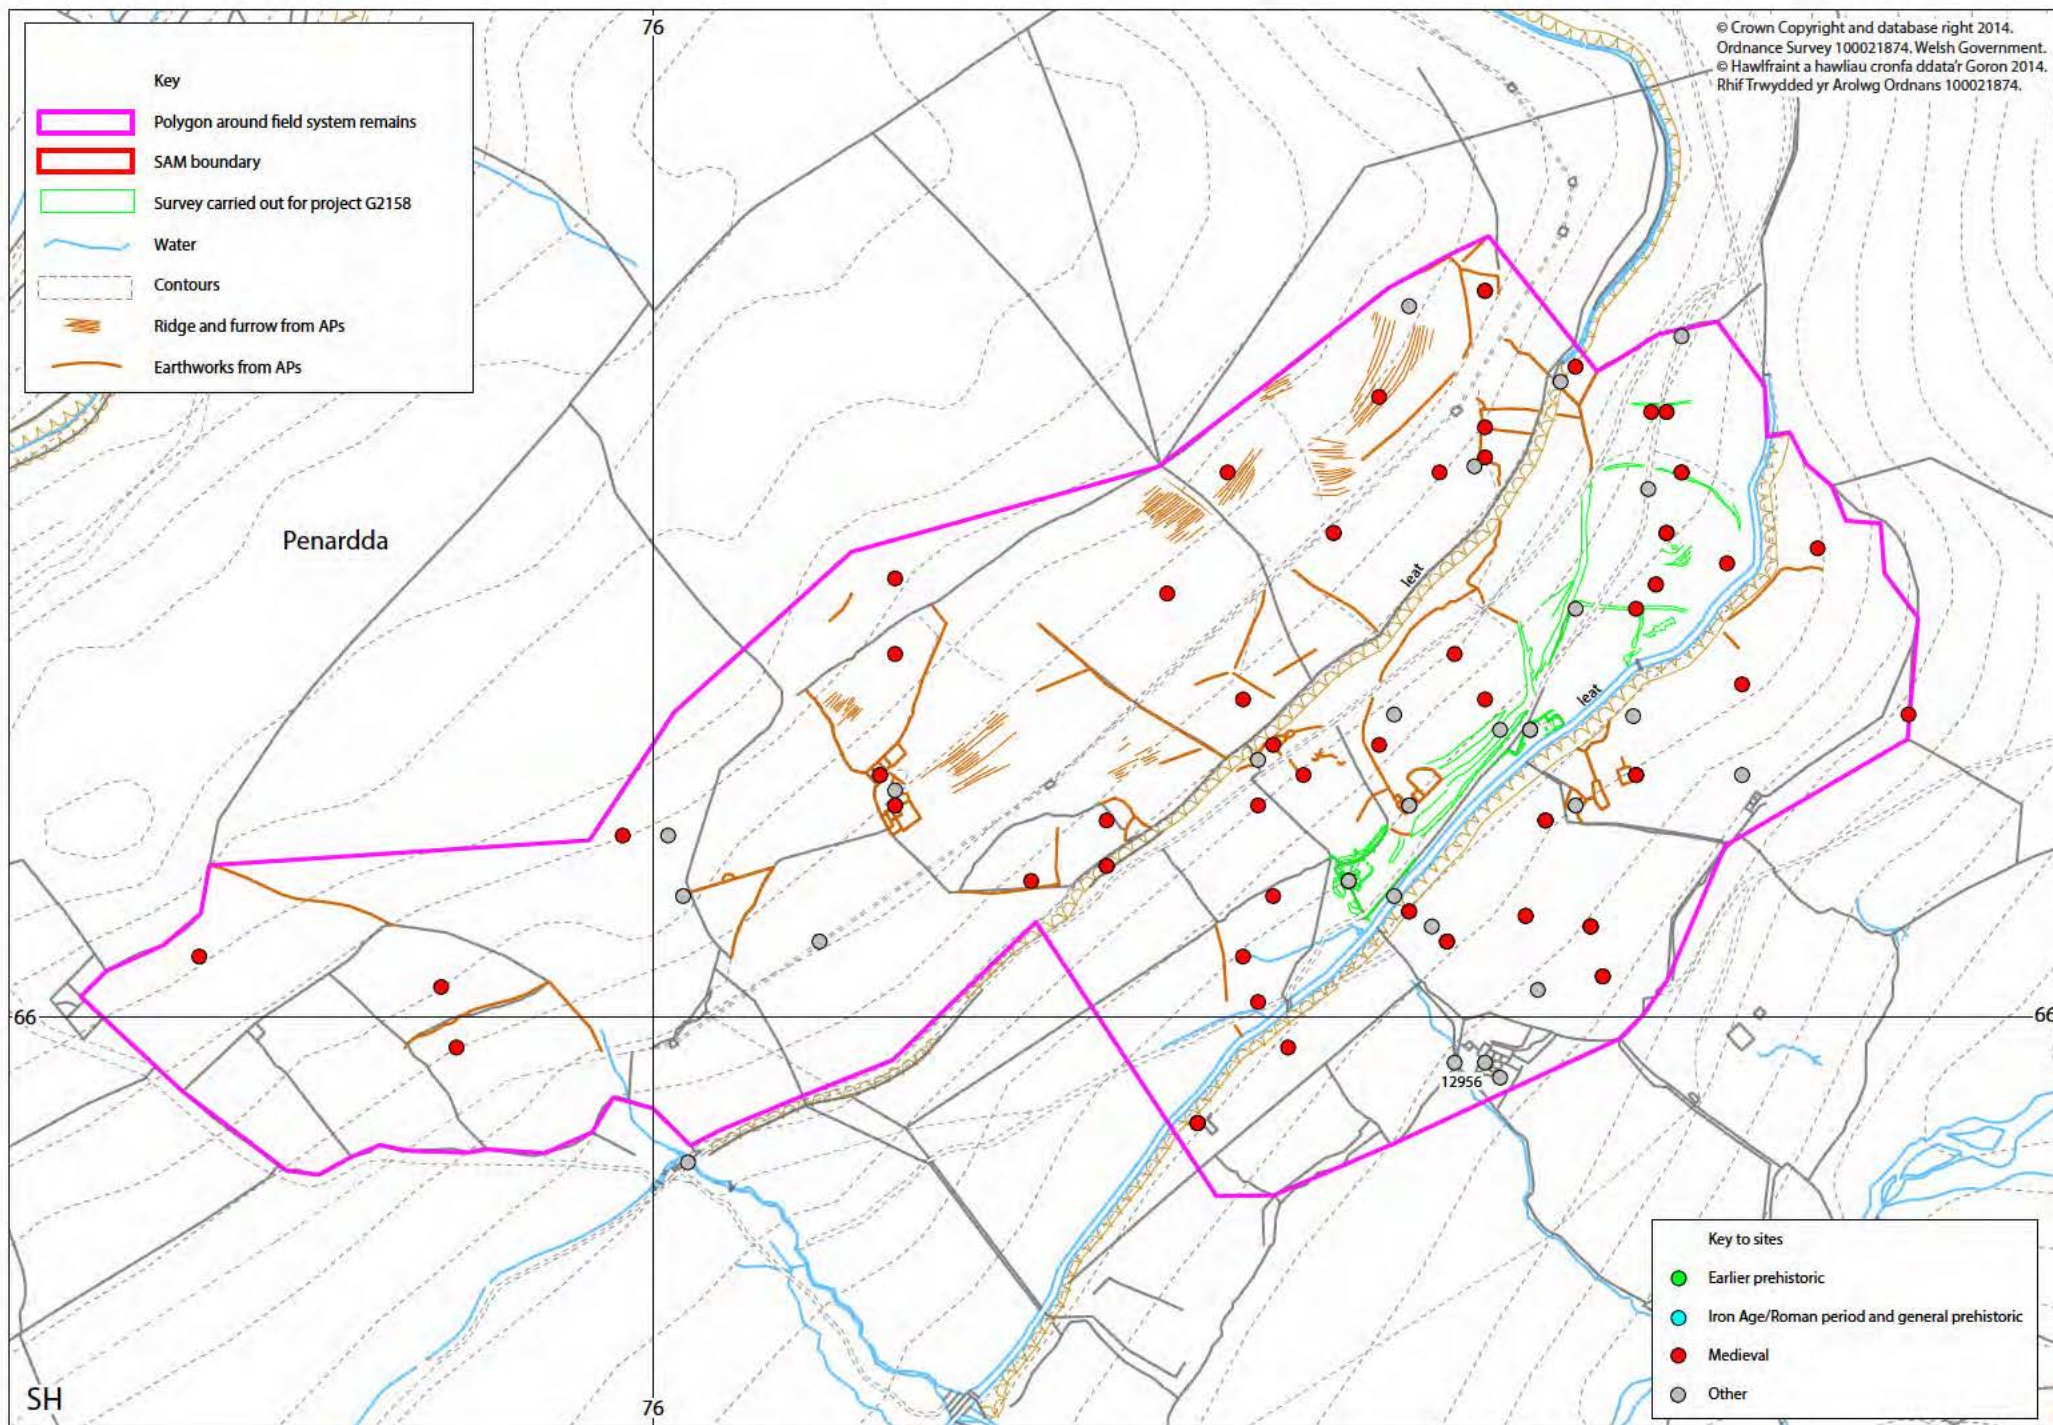 76
© Crown Copyright and database right 2014.
Ordnance Survey 100021874. Welsh Government.
© Hawlfraint a hawliau cronfa ddata'r Goron 2014.
Rhif Trwydded yr Arolwg Ordnans 100021874.
Key
Polygon around field system remains
SAM boundary
Survey carried out for project G2158
Water
Contours
Ridge and furrow from APs
Earthworks from APs
Penardda
leat
leat
66
66
12956
Key to sites
Earlier prehistoric
Iron Age/Roman period and general prehistoric
Medieval
Other
SH
76